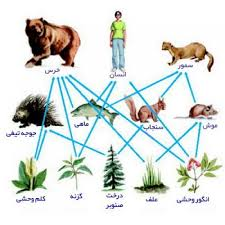 خرس
انسان
سمور
جوجه تیغی
ماهی
سنجاب
موش
کلم وحشی
گزنه
درخت
صنوبر
علف
انگور وحشی